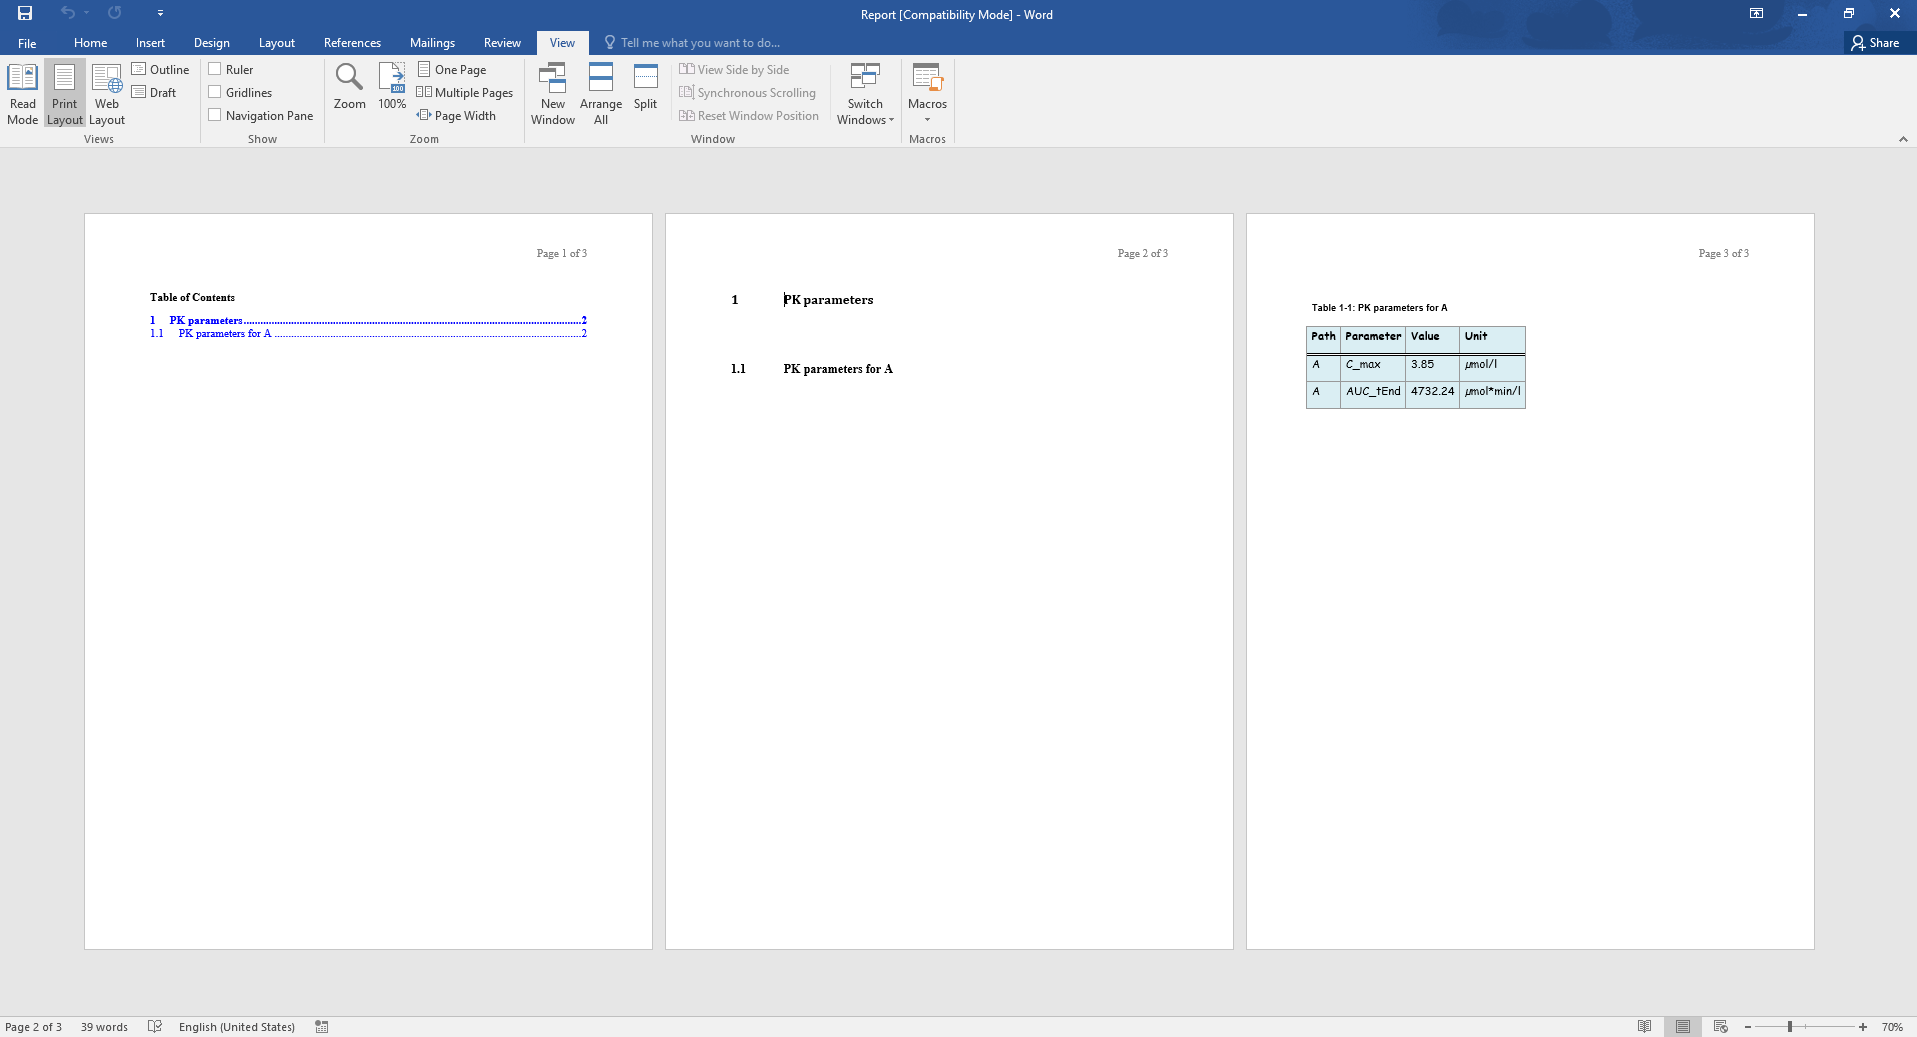 Report [Compatibility Mode] - Word
File Home Insert Design Layout References Mailings Review View Tell me what you want to do... Share
Read Mode
Print Layout
Web Layout
Outline
Draft
Views
Ruler
Gridlines
Navigation Pane
Show
Zoom
100%
100
One Page
Multiple Pages
Page Width
Zoom
New Window
Arrange All
Split
View Side by Side
Synchronous Scrolling
Reset Window Position
Window
Switch Windows
Macros
Macros
Page 1 of 3
Table of Contents
1 PK parameters 2
1.1 PK parameters for A 2
Page 2 of 3
1 PK parameters
1.1 PK parameters for A
Page 3 of 3
Table 1-1: PK parameters for A
Path Parameter Value Unit
A C_max 3.85 µmol/l
A AUC_tEnd 4732.24 µmol*min/l
Page 2 of 3 39 words English (United States) 70%